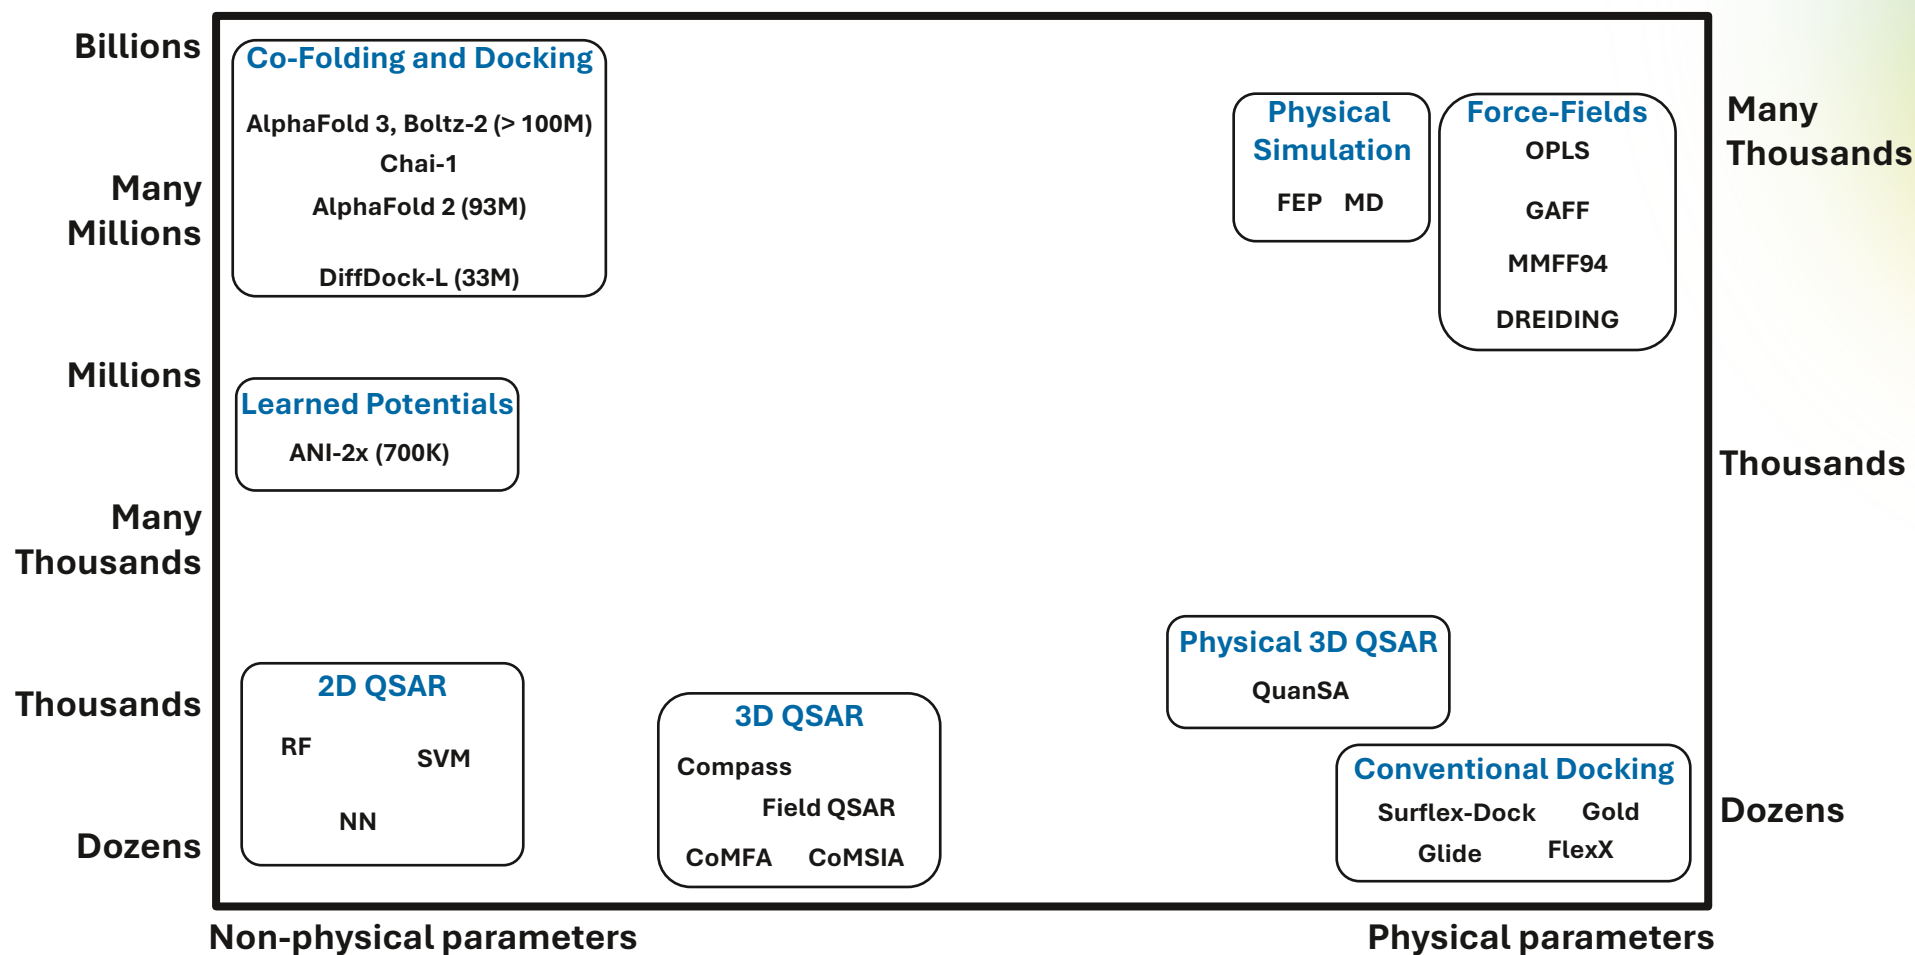 Billions
Many
Millions
Millions
Many
Thousands
Thousands
Dozens
Co-Folding and Docking
AlphaFold 3, Boltz-2 (> 100M)
Chai-1
AlphaFold 2 (93M)
DiffDock-L (33M)
Learned Potentials
ANI-2x (700K)
2D QSAR
RF
SVM
NN
3D QSAR
Compass
Field QSAR
CoMFA CoMSIA
Physical
Simulation
FEP MD
Force-Fields
OPLS
GAFF
MMFF94
DREIDING
Physical 3D QSAR
QuanSA
Conventional Docking
Surflex-Dock Gold
Glide FlexX
Many
Thousands
Thousands
Dozens
Non-physical parameters
Physical parameters